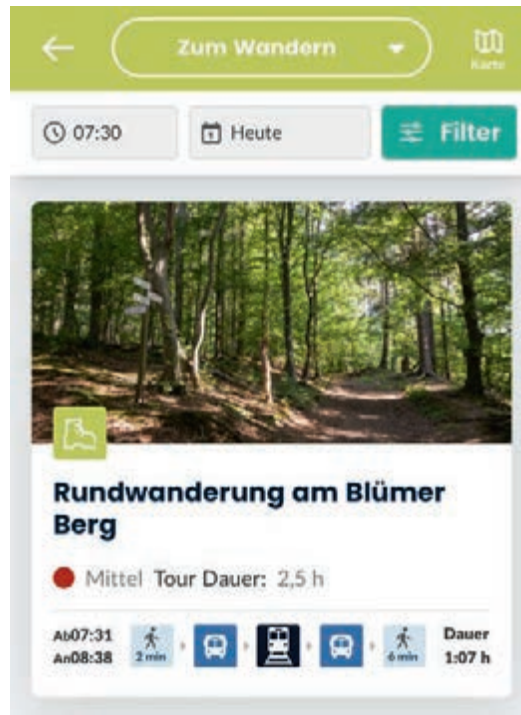 Zum Wandern
Karte
07:30
Heute
Filter
Rundwanderung am Blümer
Berg
Mittel Tour Dauer: 2,5 h
Ab07:31 Dauer
An08:38 2 min 6 min 1:07 h